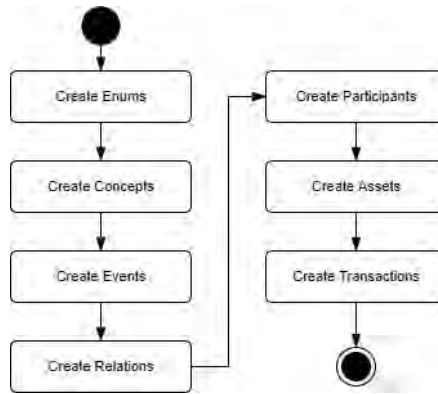 Create Enums
Create Concepts
Create Events
Create Relations
Create Participants
Create Assets
Create Transactions